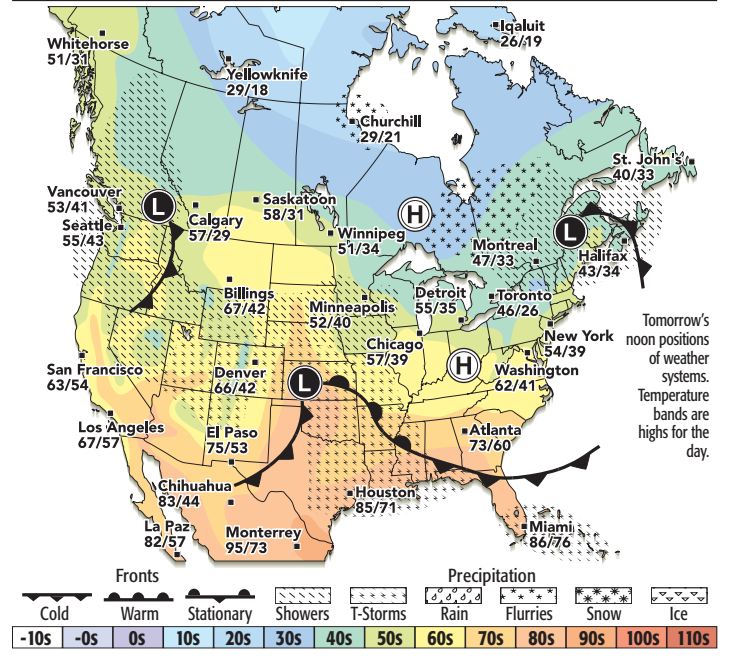 Iqaluit
26/19
Whitehorse
51/31
Yellowknife
29/18
Churchill
29/21
St. John's
40/33
Vancouver
53/41
Seattle
55/43
L
Calgary
57/29
Saskatoon
58/31
Winnipeg
51/34
H
Montreal
47/33
L
Halifax
43/34
Billings
67/42
Minneapolis
52/40
Detroit
55/35
Toronto
46/26
Chicago
57/39
New York
54/39
H
Washington
62/41
Tomorrow's
noon positions
of weather
systems.
Temperature
bands are
highs for the
day.
San Francisco
63/54
Denver
66/42
L
Los Angeles
67/57
El Paso
75/53
Atlanta
73/60
Chihuahua
83/44
Houston
85/71
La Paz
82/57
Monterrey
95/73
Miami
86/76
Fronts
Precipitation
Cold Warm Stationary Showers T-Storms Rain Flurries Snow Ice
-10s -0s 0s 10s 20s 30s 40s 50s 60s 70s 80s 90s 100s 110s